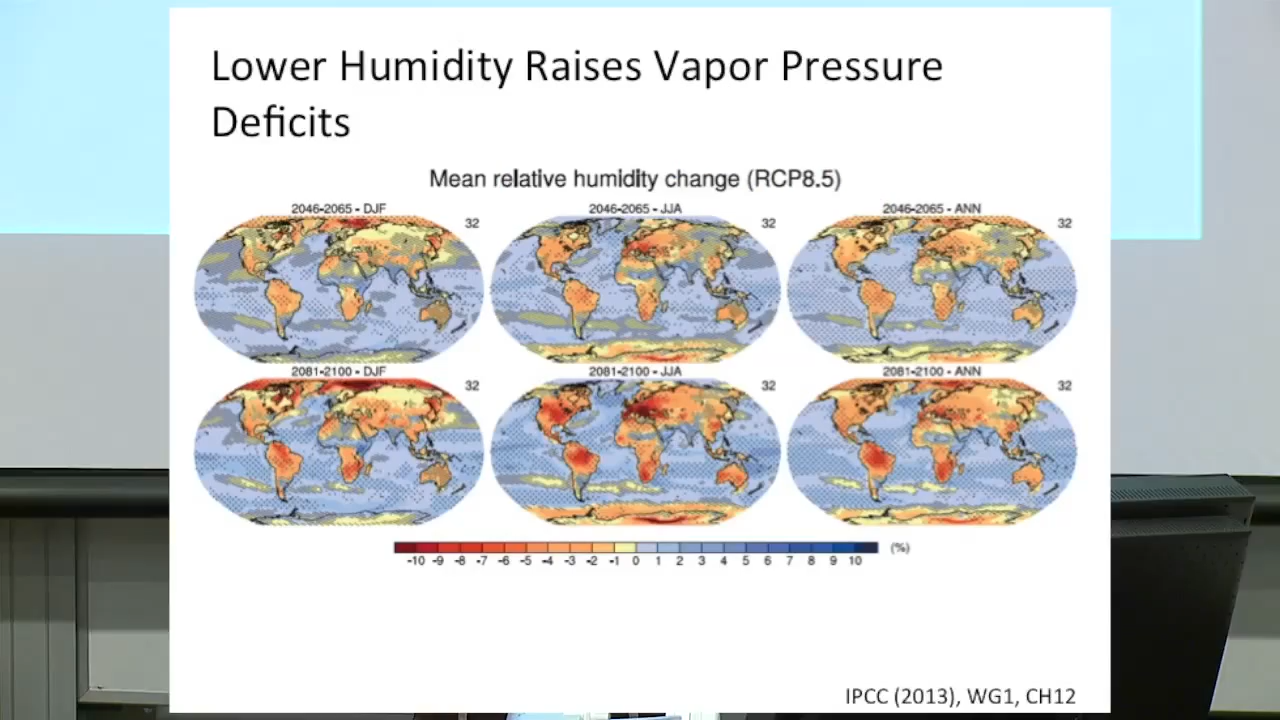 Lower Humidity Raises Vapor Pressure
Deficits
Mean relative humidity change (RCP8.5)
2046-2065 - DJF
32
2046-2065 - JJA
32
2046-2065 - ANN
32
2081-2100 - DJF
32
2081-2100 - JJA
32
2081-2100 - ANN
32
-10 -9 -8 -7 -6 -5 -4 -3 -2 -1 0 1 2 3 4 5 6 7 8 9 10
(%)
IPCC (2013), WG1, CH12